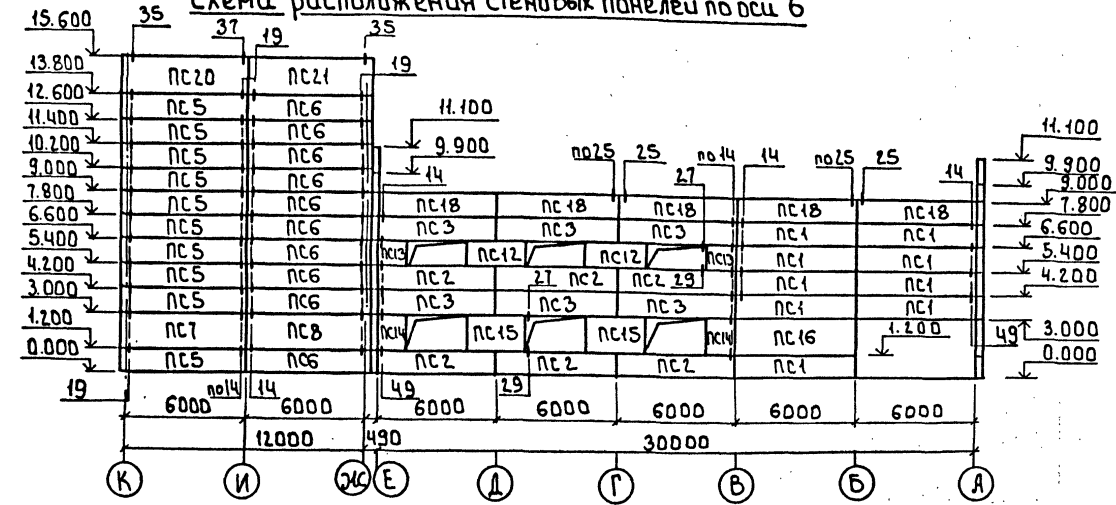 Схема расположения стеновых панелей по оси 6
15.600 35 37 19 35
13.800 ПС20 ПС21 19
12.600 ПС5 ПС6
11.400 ПС5 ПС6 11.100 11.100
10.200 ПС5 ПС6 9.900 по25 25 по14 14 по25 25 14 9.900
9.000 ПС5 ПС6 14 27 9.000
7.800 ПС5 ПС6 ПС18 ПС18 ПС18 ПС18 ПС18 7.800
6.600 ПС5 ПС6 ПС3 ПС3 ПС3 ПС1 ПС1 6.600
5.400 ПС5 ПС6 ПС13 ПС12 ПС12 ПС13 ПС1 ПС1 5.400
4.200 ПС5 ПС6 ПС2 27 ПС2 ПС2 29 ПС1 ПС1 4.200
3.000 ПС5 ПС6 ПС3 ПС3 ПС3 ПС1 ПС1
1.200 ПС7 ПС8 ПС14 ПС15 ПС15 ПС14 ПС16 1.200 49 3.000
0.000 ПС5 ПС6 ПС2 ПС2 ПС2 ПС1 0.000
19 по14 14 49 29
6000 6000 6000 6000 6000 6000 6000
12000 490 30000
К И Ж Е Д Г В Б А